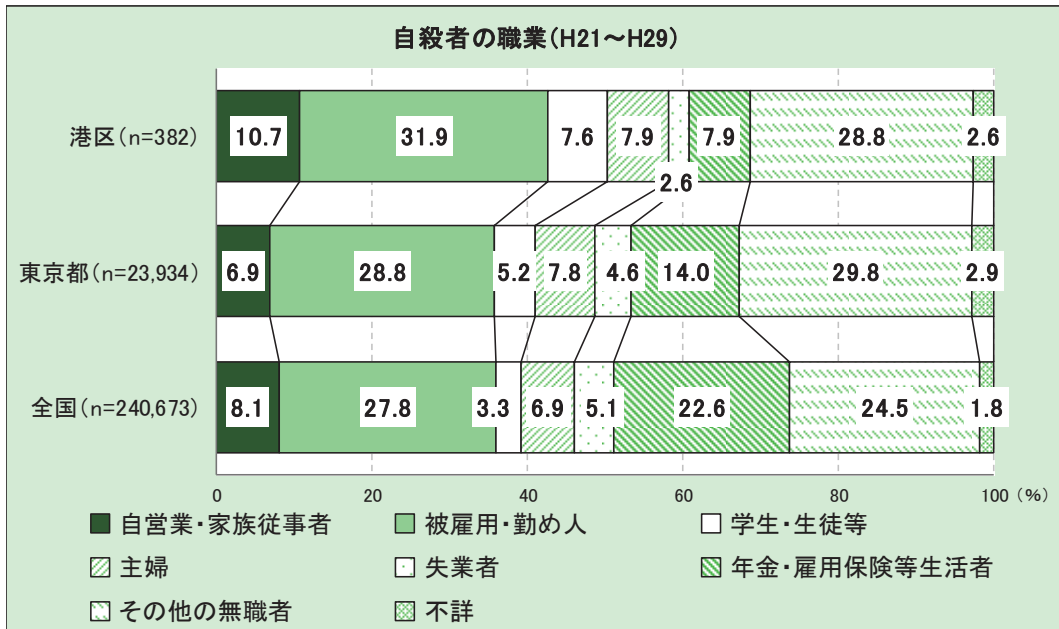 自殺者の職業(H21～H29)
港区(n=382)
10.7 31.9 7.6 7.9 2.6 7.9 28.8 2.6
東京都(n=23,934)
6.9 28.8 5.2 7.8 4.6 14.0 29.8 2.9
全国(n=240,673)
8.1 27.8 3.3 6.9 5.1 22.6 24.5 1.8
0 20 40 60 80 100 (%)
自営業・家族従事者 被雇用・勤め人 学生・生徒等
主婦 失業者 年金・雇用保険等生活者
その他の無職者 不詳